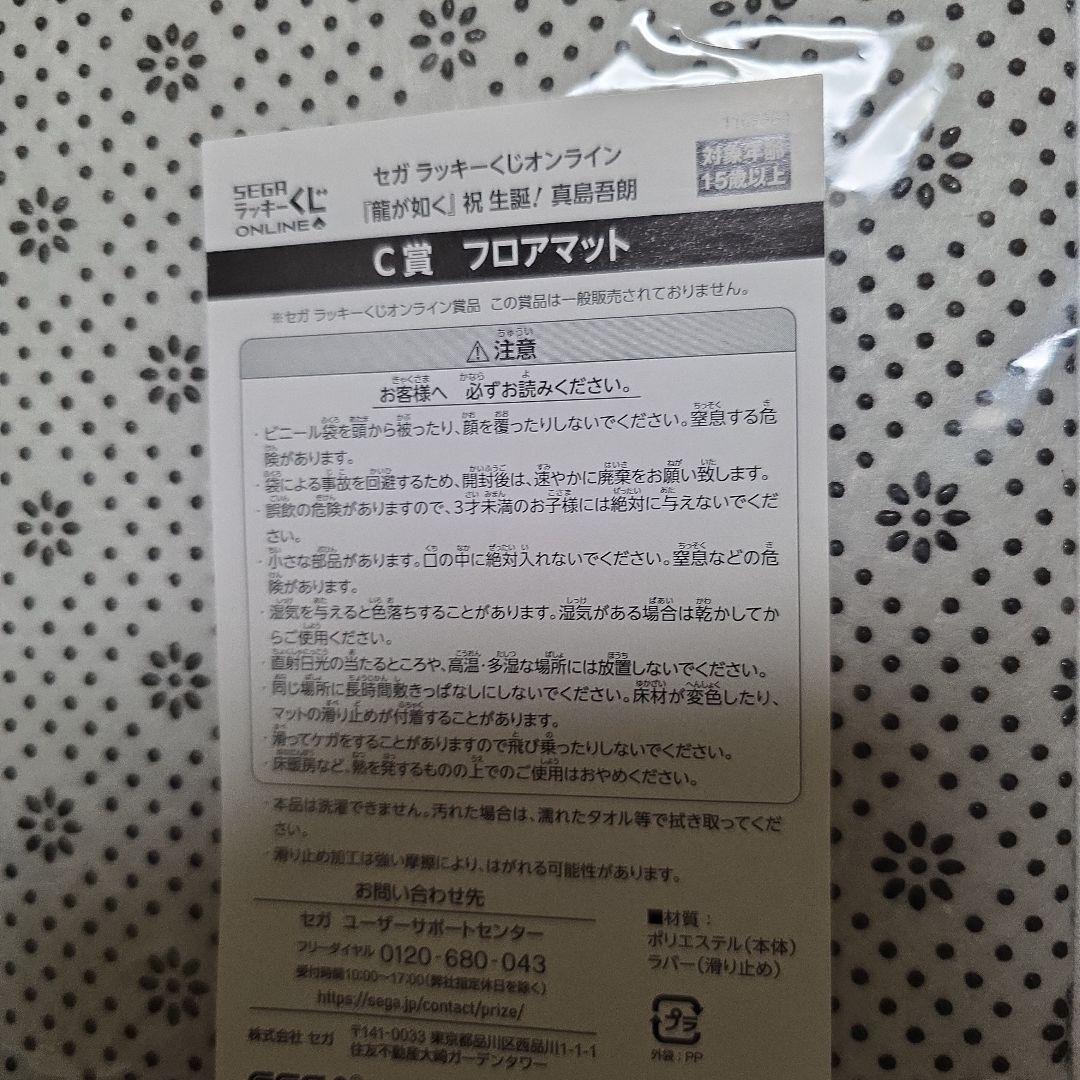 セガ ラッキーくじオンライン
『龍が如く』祝 生誕! 真島吾朗
SEGA
ラッキーくじ
ONLINE
対象年齢
15歳以上
C賞 フロアマット
※セガ ラッキーくじオンライン賞品 この賞品は一般販売されておりません。
⚠注意
お客様へ 必ずお読みください。
・ビニール袋を頭から被ったり、顔を覆ったりしないでください。窒息する危
険があります。
・袋による事故を回避するため、開封後は、速やかに廃棄をお願い致します。
・誤飲の危険がありますので、3才未満のお子様には絶対に与えないでくだ
さい。
・小さな部品があります。口の中に絶対入れないでください。窒息などの危
険があります。
・湿気を与えると色落ちすることがあります。湿気がある場合は乾かしてか
らご使用ください。
・直射日光の当たるところや、高温・多湿な場所には放置しないでください。
・同じ場所に長時間敷きっぱなしにしないでください。床材が変色したり、
マットの滑り止めが付着することがあります。
・滑ってケガをすることがありますので飛び乗ったりしないでください。
・床暖房など、熱を発するものの上でのご使用はおやめください。
・本品は洗濯できません。汚れた場合は、濡れたタオル等で拭き取ってくだ
さい。
・滑り止め加工は強い摩擦により、はがれる可能性があります。
お問い合わせ先
セガ ユーザーサポートセンター
フリーダイヤル 0120-680-043
受付時間10:00～17:00(弊社指定休日を除く)
https://sega.jp/contact/prize/
株式会社 セガ 〒141-0033 東京都品川区西品川1-1-1
住友不動産大崎ガーデンタワー
■材質：
ポリエステル(本体)
ラバー(滑り止め)
プラ
外袋：PP